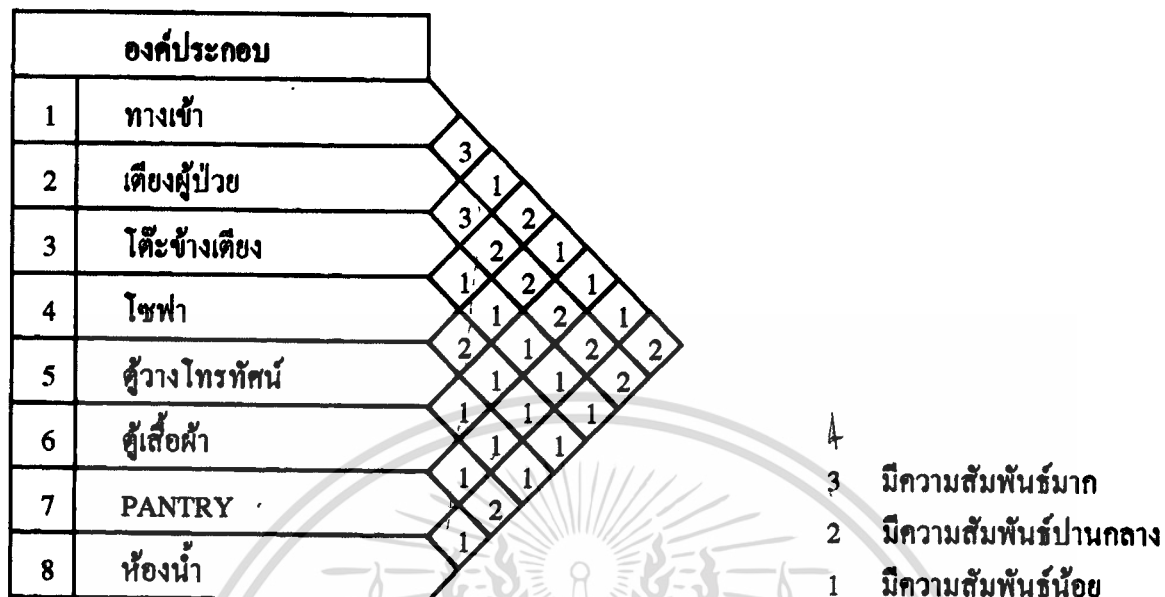 องค์ประกอบ
1 ทางเข้า
3
2 เตียงผู้ป่วย 1
3 2
3 โต๊ะข้างเตียง 2 1
1 2 1
4 โซฟา 1 2 1
2 1 2 2
5 ตู้วางโทรทัศน์ 1 1 2
1 1 1
6 ตู้เสื้อผ้า 1 1
1 1
7 PANTRY 2
1
8 ห้องน้ำ
4
3 มีความสัมพันธ์มาก
2 มีความสัมพันธ์ปานกลาง
1 มีความสัมพันธ์น้อย